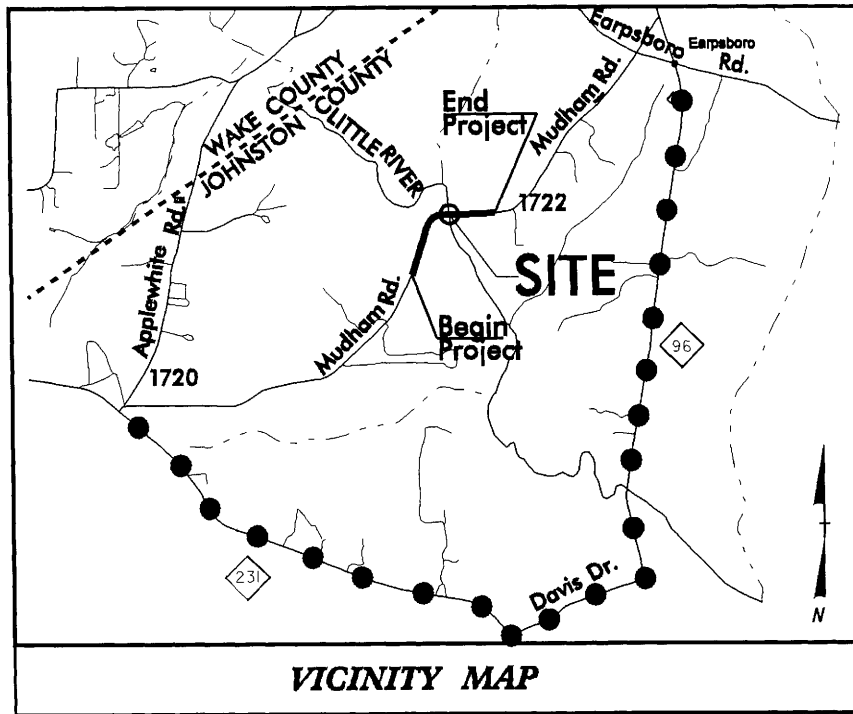 Earpsboro
Earpsboro
Rd.
End
Project
Mudham Rd.
WAKE COUNTY
JOHNSTON COUNTY
LITTLE RIVER
1722
Applewhite Rd.
SITE
Mudham Rd.
Begin
Project
96
1720
231
Davis Dr.
N
VICINITY MAP